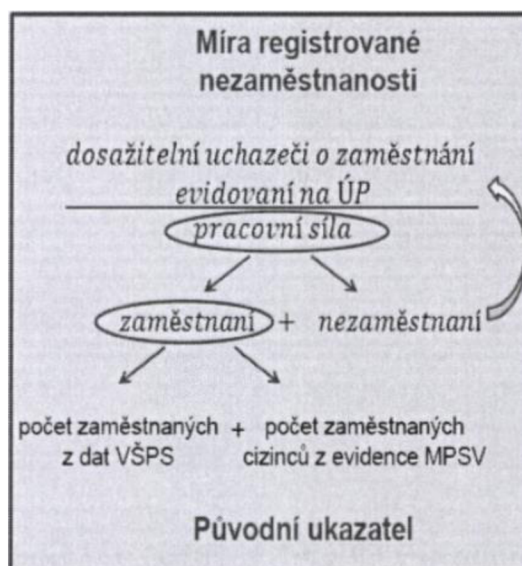 Míra registrované
nezaměstnanosti
dosažitelní uchazeči o zaměstnání
evidovaní na ÚP
pracovní síla
zaměstnaní + nezaměstnaní
počet zaměstnaných + počet zaměstnaných
z dat VŠPS cizinců z evidence MPSV
Původní ukazatel